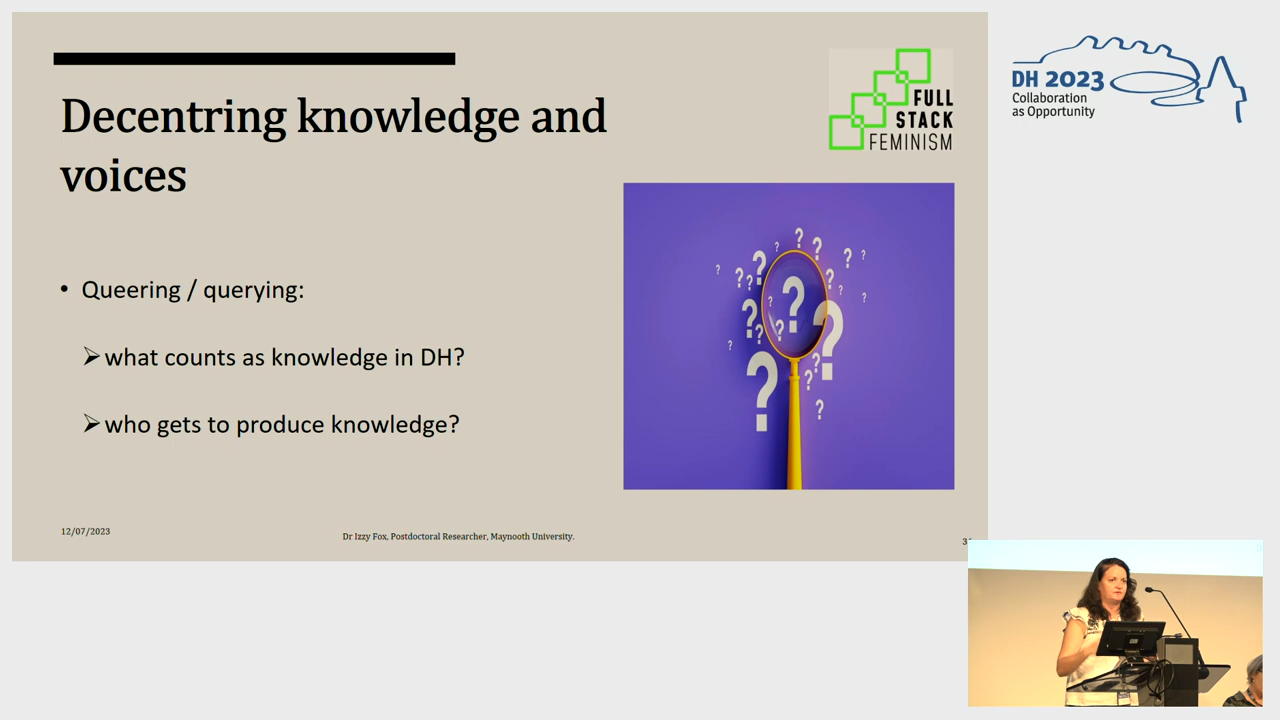 Decentring knowledge and
voices
FULL
STACK
FEMINISM
• Queering / querying:
➢what counts as knowledge in DH?
➢who gets to produce knowledge?
12/07/2023
Dr Izzy Fox, Postdoctoral Researcher, Maynooth University.
DH 2023
Collaboration
as Opportunity